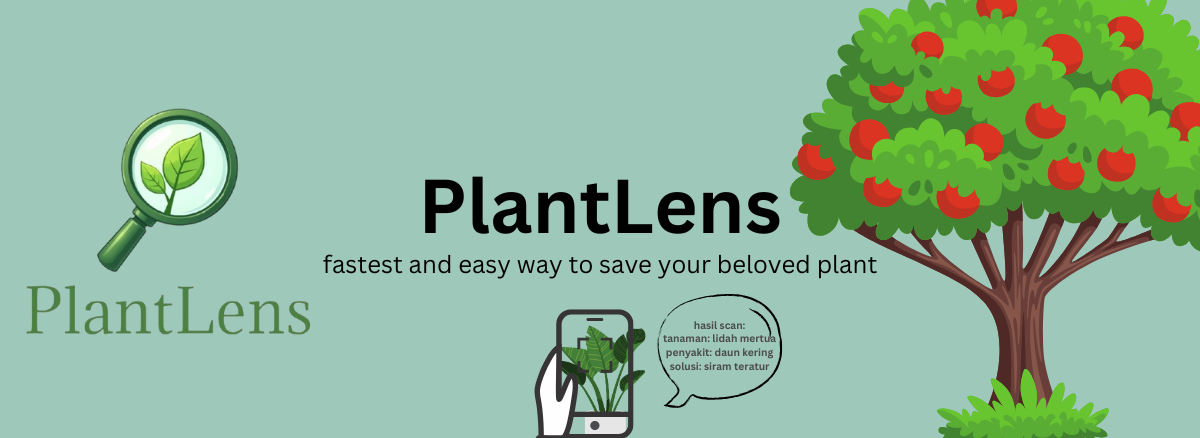 PlantLens
PlantLens
fastest and easy way to save your beloved plant
hasil scan:
tanaman: lidah mertua
penyakit: daun kering
solusi: siram teratur